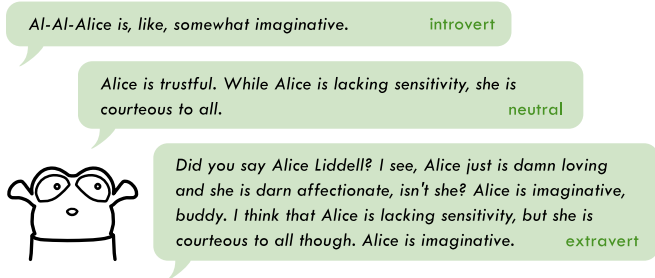 Al-Al-Alice is, like, somewhat imaginative. introvert
Alice is trustful. While Alice is lacking sensitivity, she is
courteous to all. neutral
Did you say Alice Liddell? I see, Alice just is damn loving
and she is darn affectionate, isn't she? Alice is imaginative,
buddy. I think that Alice is lacking sensitivity, but she is
courteous to all though. Alice is imaginative. extravert